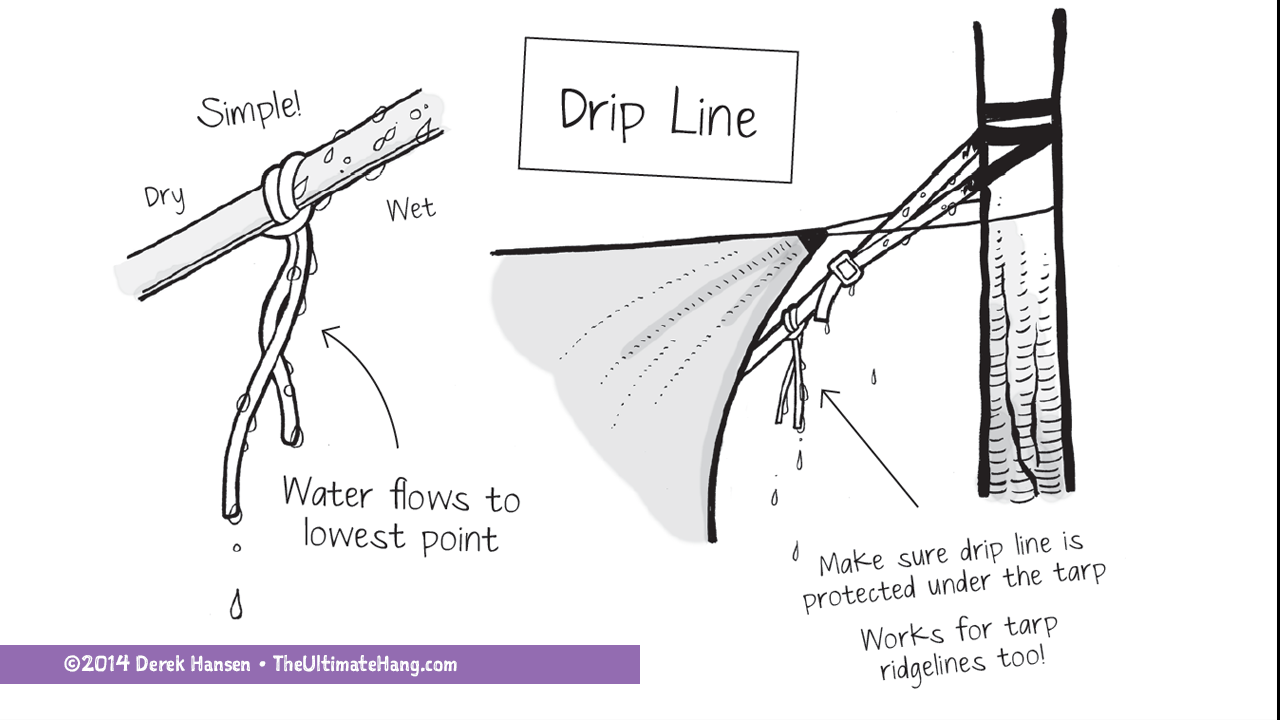 Drip Line
Simple!
Dry
Wet
Water flows to
lowest point
Make sure drip line is
protected under the tarp
Works for tarp
ridgelines too!
©2014 Derek Hansen • TheUltimateHang.com